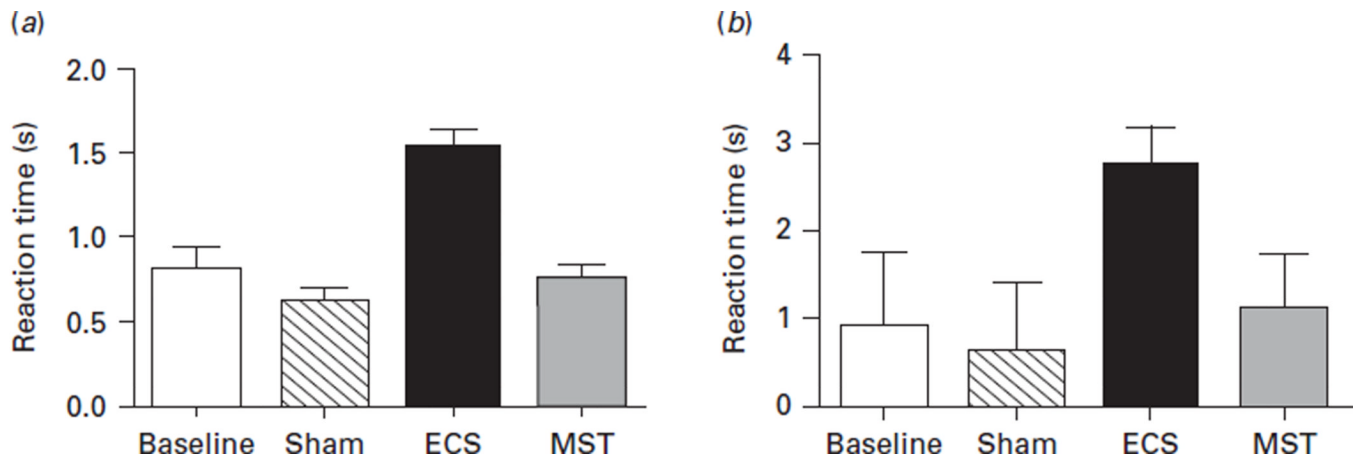 (a)
Reaction time (s)
2.0
1.5
1.0
0.5
0.0
Baseline Sham ECS MST
(b)
Reaction time (s)
4
3
2
1
0
Baseline Sham ECS MST